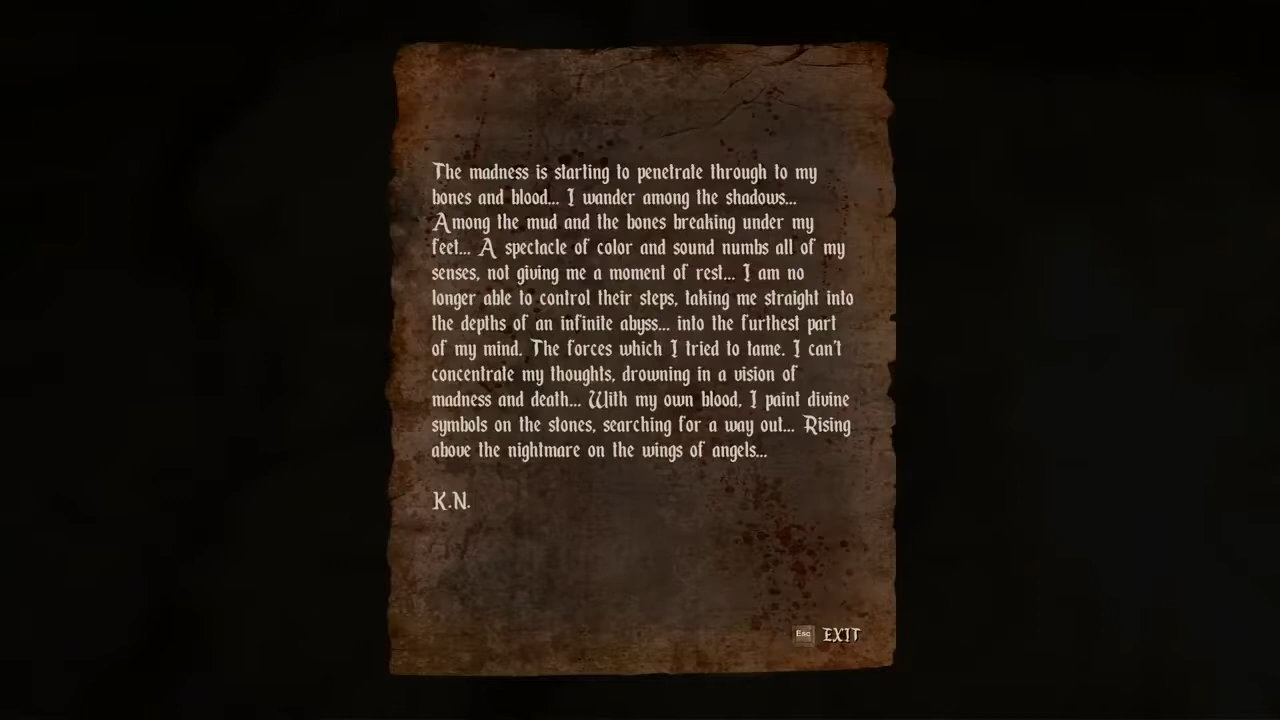 The madness is starting to penetrate through to my
bones and blood... I wander among the shadows...
Among the mud and the bones breaking under my
feet... A spectacle of color and sound numbs all of my
senses, not giving me a moment of rest... I am no
longer able to control their steps, taking me straight into
the depths of an infinite abyss... into the furthest part
of my mind. The forces which I tried to tame. I can't
concentrate my thoughts, drowning in a vision of
madness and death... With my own blood, I paint divine
symbols on the stones, searching for a way out... Rising
above the nightmare on the wings of angels...
K.N.
Esc EXIT